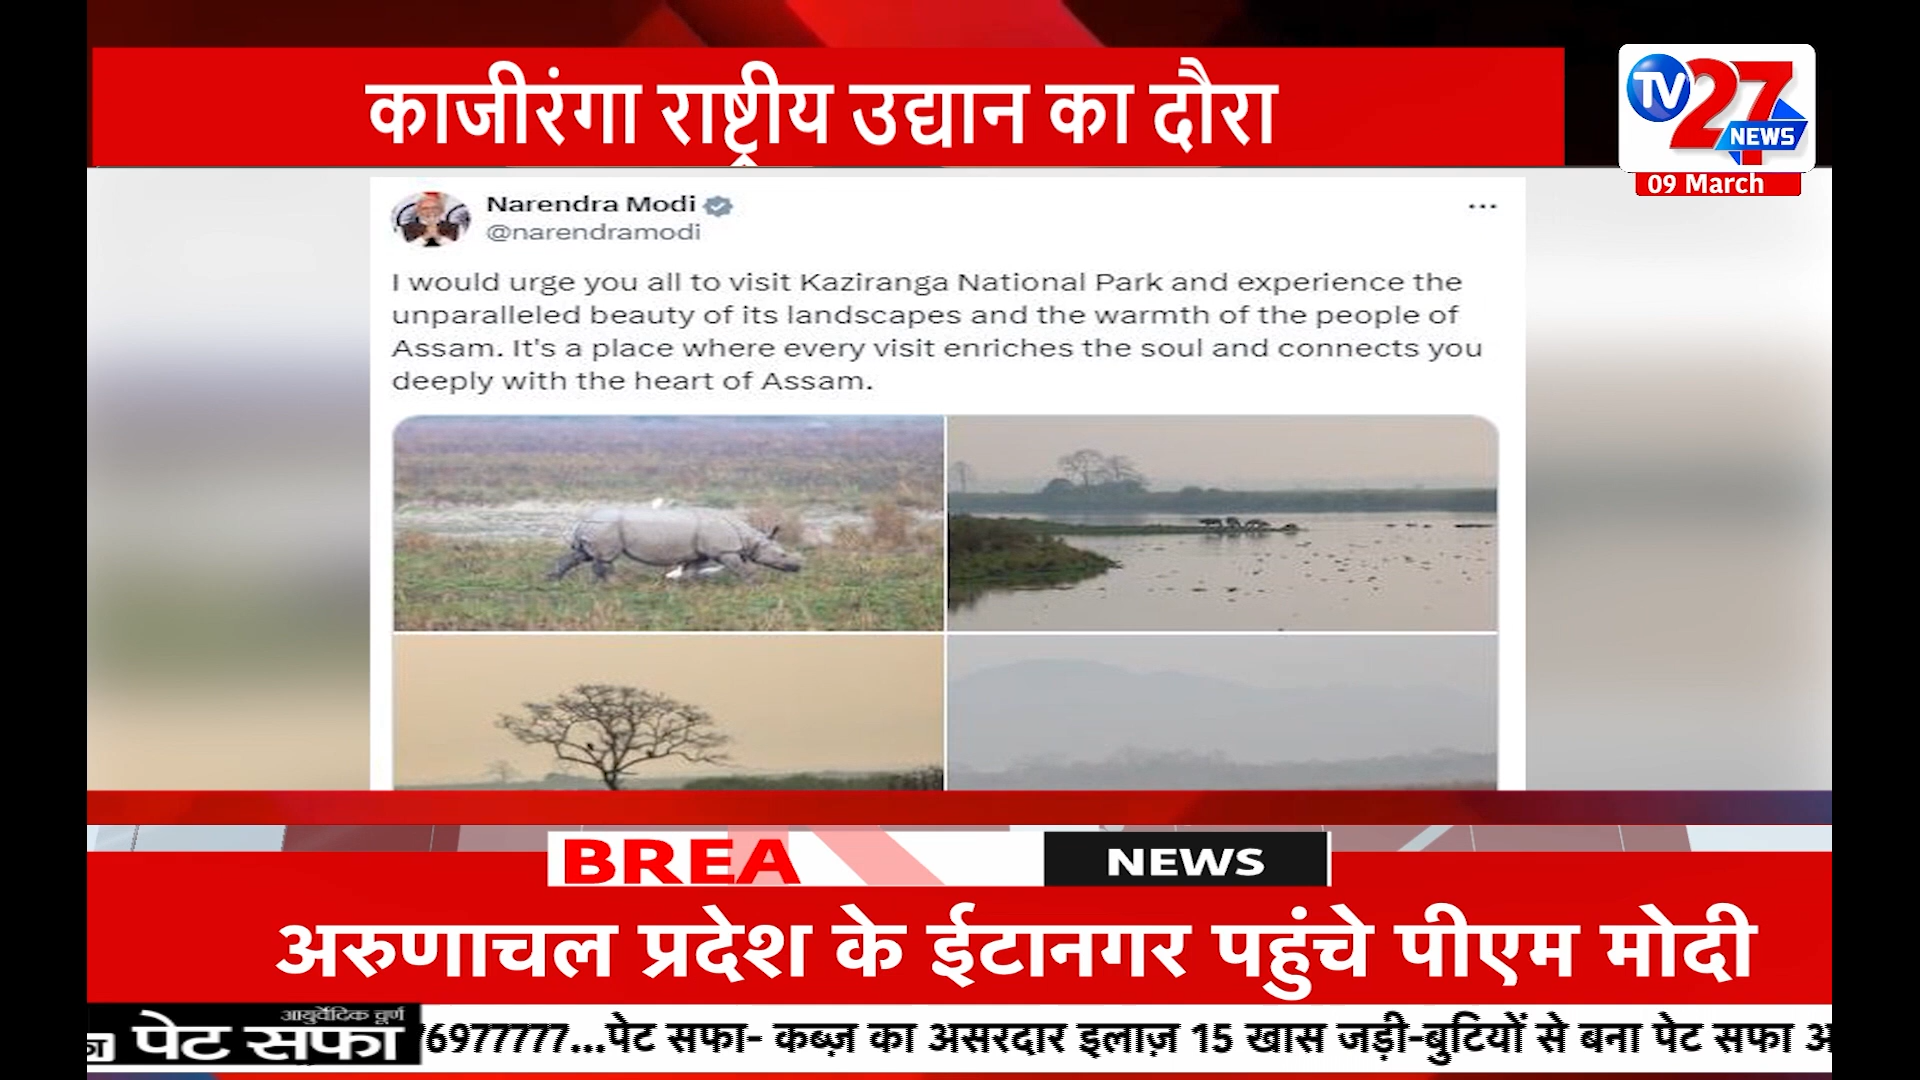 काजीरंगा राष्ट्रीय उद्यान का दौरा
TV 27 NEWS
09 March
Narendra Modi
@narendramodi
I would urge you all to visit Kaziranga National Park and experience the
unparalleled beauty of its landscapes and the warmth of the people of
Assam. It's a place where every visit enriches the soul and connects you
deeply with the heart of Assam.
BREA NEWS
अरुणाचल प्रदेश के ईटानगर पहुंचे पीएम मोदी
आयुर्वेदिक चूर्ण
पेट सफा
6977777...पेट सफा- कब्ज़ का असरदार इलाज़ 15 खास जड़ी-बुटियों से बना पेट सफा